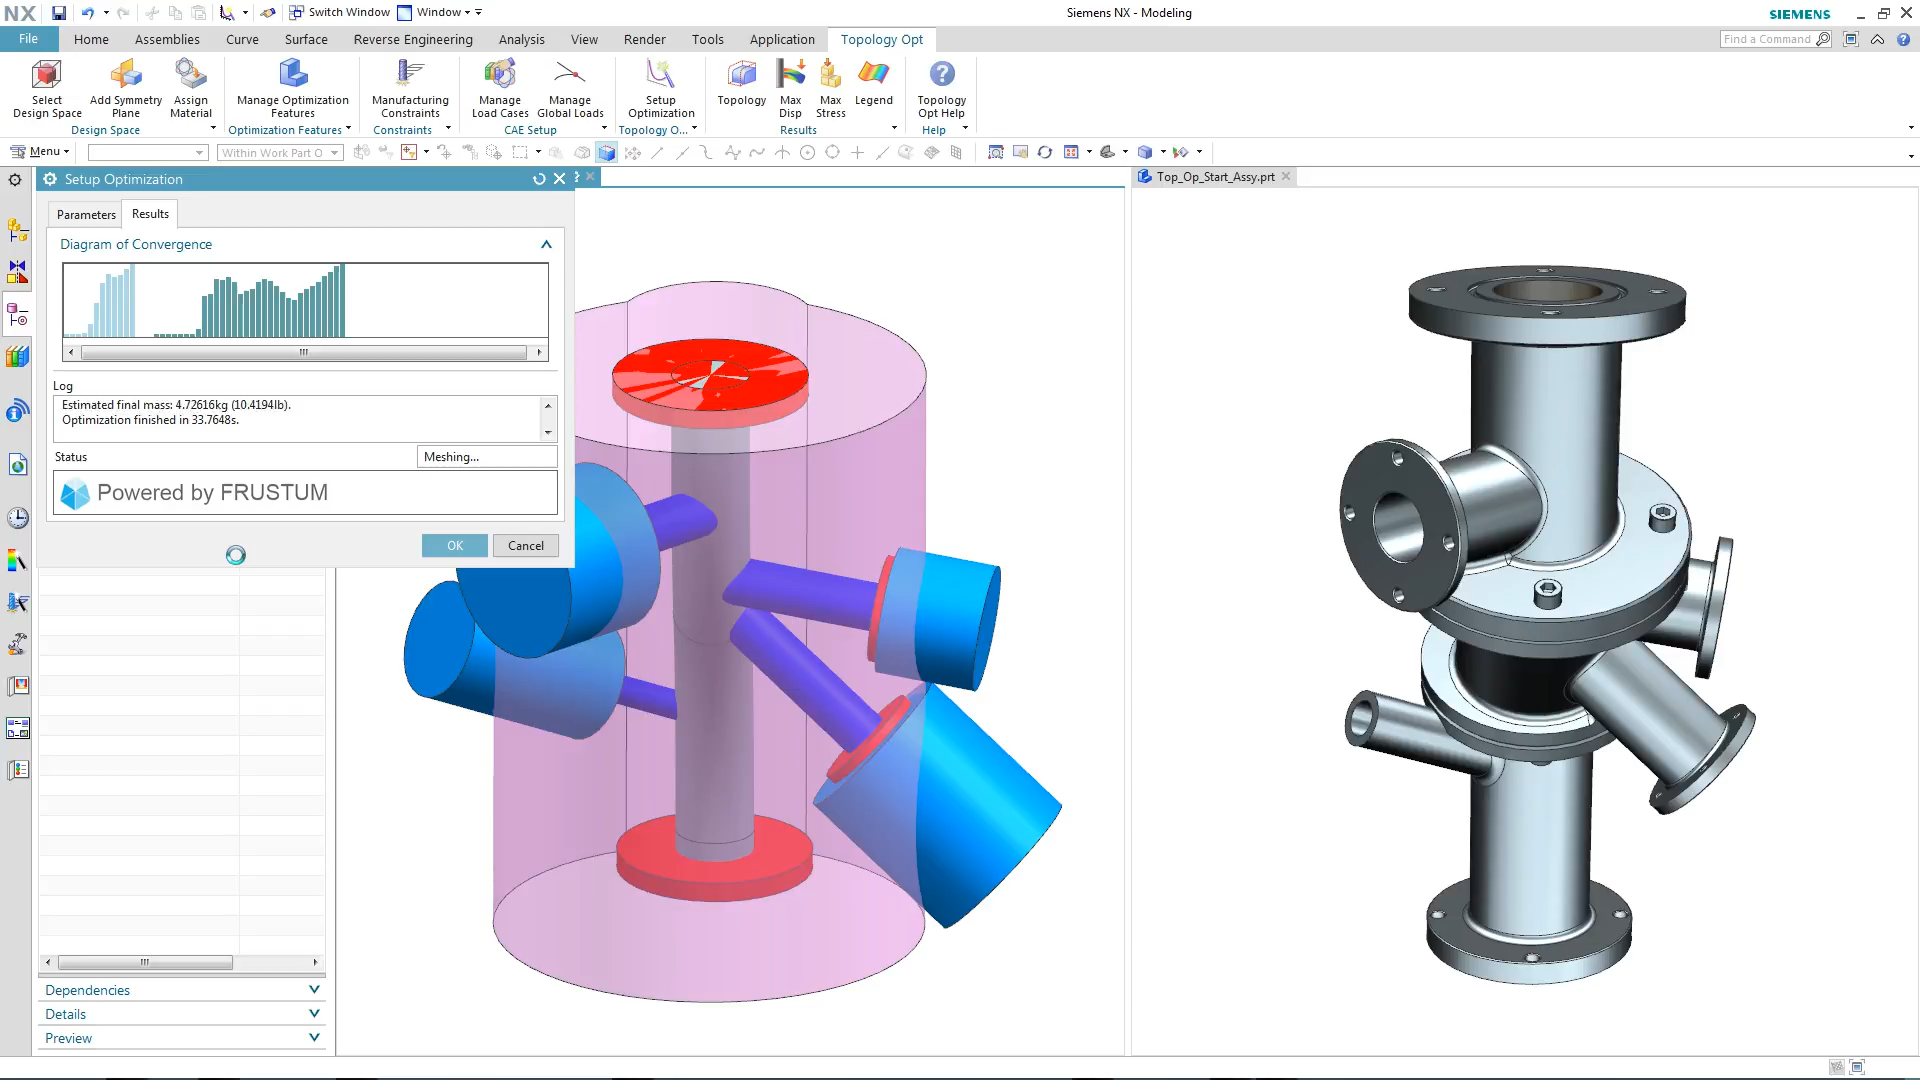 NX
Switch Window
Window
Siemens NX - Modeling
SIEMENS
File
Home
Assemblies
Curve
Surface
Reverse Engineering
Analysis
View
Render
Tools
Application
Topology Opt
Find a Command
Select Design Space
Add Symmetry Plane
Assign Material
Manage Optimization Features
Manufacturing Constraints
Manage Load Cases
Manage Global Loads
Setup Optimization
Topology
Max Disp
Max Stress
Legend
Topology Opt Help
Design Space
Optimization Features
Constraints
CAE Setup
Topology O...
Results
Help
Menu
Within Work Part O
Setup Optimization
Top_Op_Start_Assy.prt
Parameters
Results
Diagram of Convergence
Log
Estimated final mass: 4.72616kg (10.4194lb).
Optimization finished in 33.7648s.
Status
Meshing...
Powered by FRUSTUM
OK
Cancel
Dependencies
Details
Preview